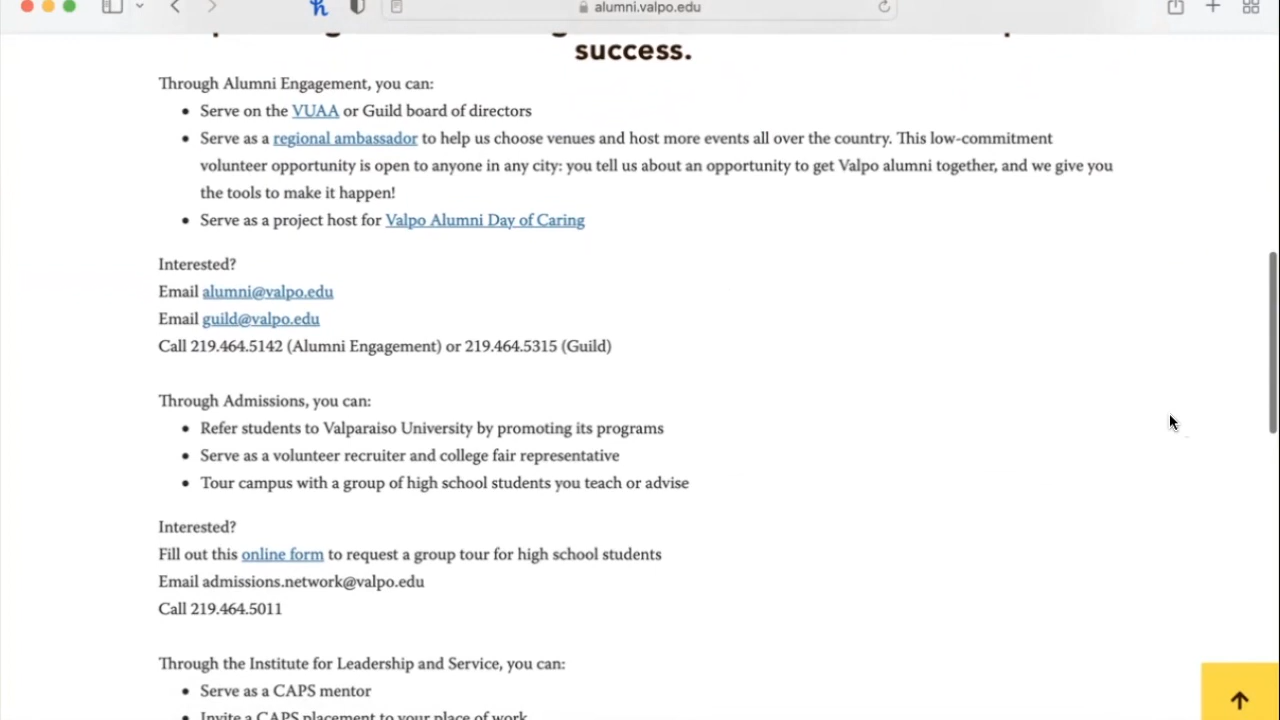 alumni.valpo.edu
success.
Through Alumni Engagement, you can:
• Serve on the VUAA or Guild board of directors
• Serve as a regional ambassador to help us choose venues and host more events all over the country. This low-commitment
volunteer opportunity is open to anyone in any city: you tell us about an opportunity to get Valpo alumni together, and we give you
the tools to make it happen!
• Serve as a project host for Valpo Alumni Day of Caring
Interested?
Email alumni@valpo.edu
Email guild@valpo.edu
Call 219.464.5142 (Alumni Engagement) or 219.464.5315 (Guild)
Through Admissions, you can:
• Refer students to Valparaiso University by promoting its programs
• Serve as a volunteer recruiter and college fair representative
• Tour campus with a group of high school students you teach or advise
Interested?
Fill out this online form to request a group tour for high school students
Email admissions.network@valpo.edu
Call 219.464.5011
Through the Institute for Leadership and Service, you can:
• Serve as a CAPS mentor
• Invite a CAPS placement to your place of work